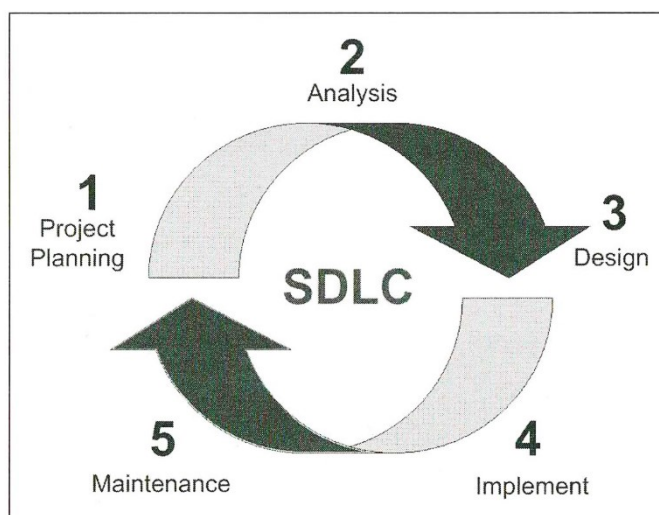 2
Analysis
1
Project
Planning
3
Design
SDLC
5
Maintenance
4
Implement